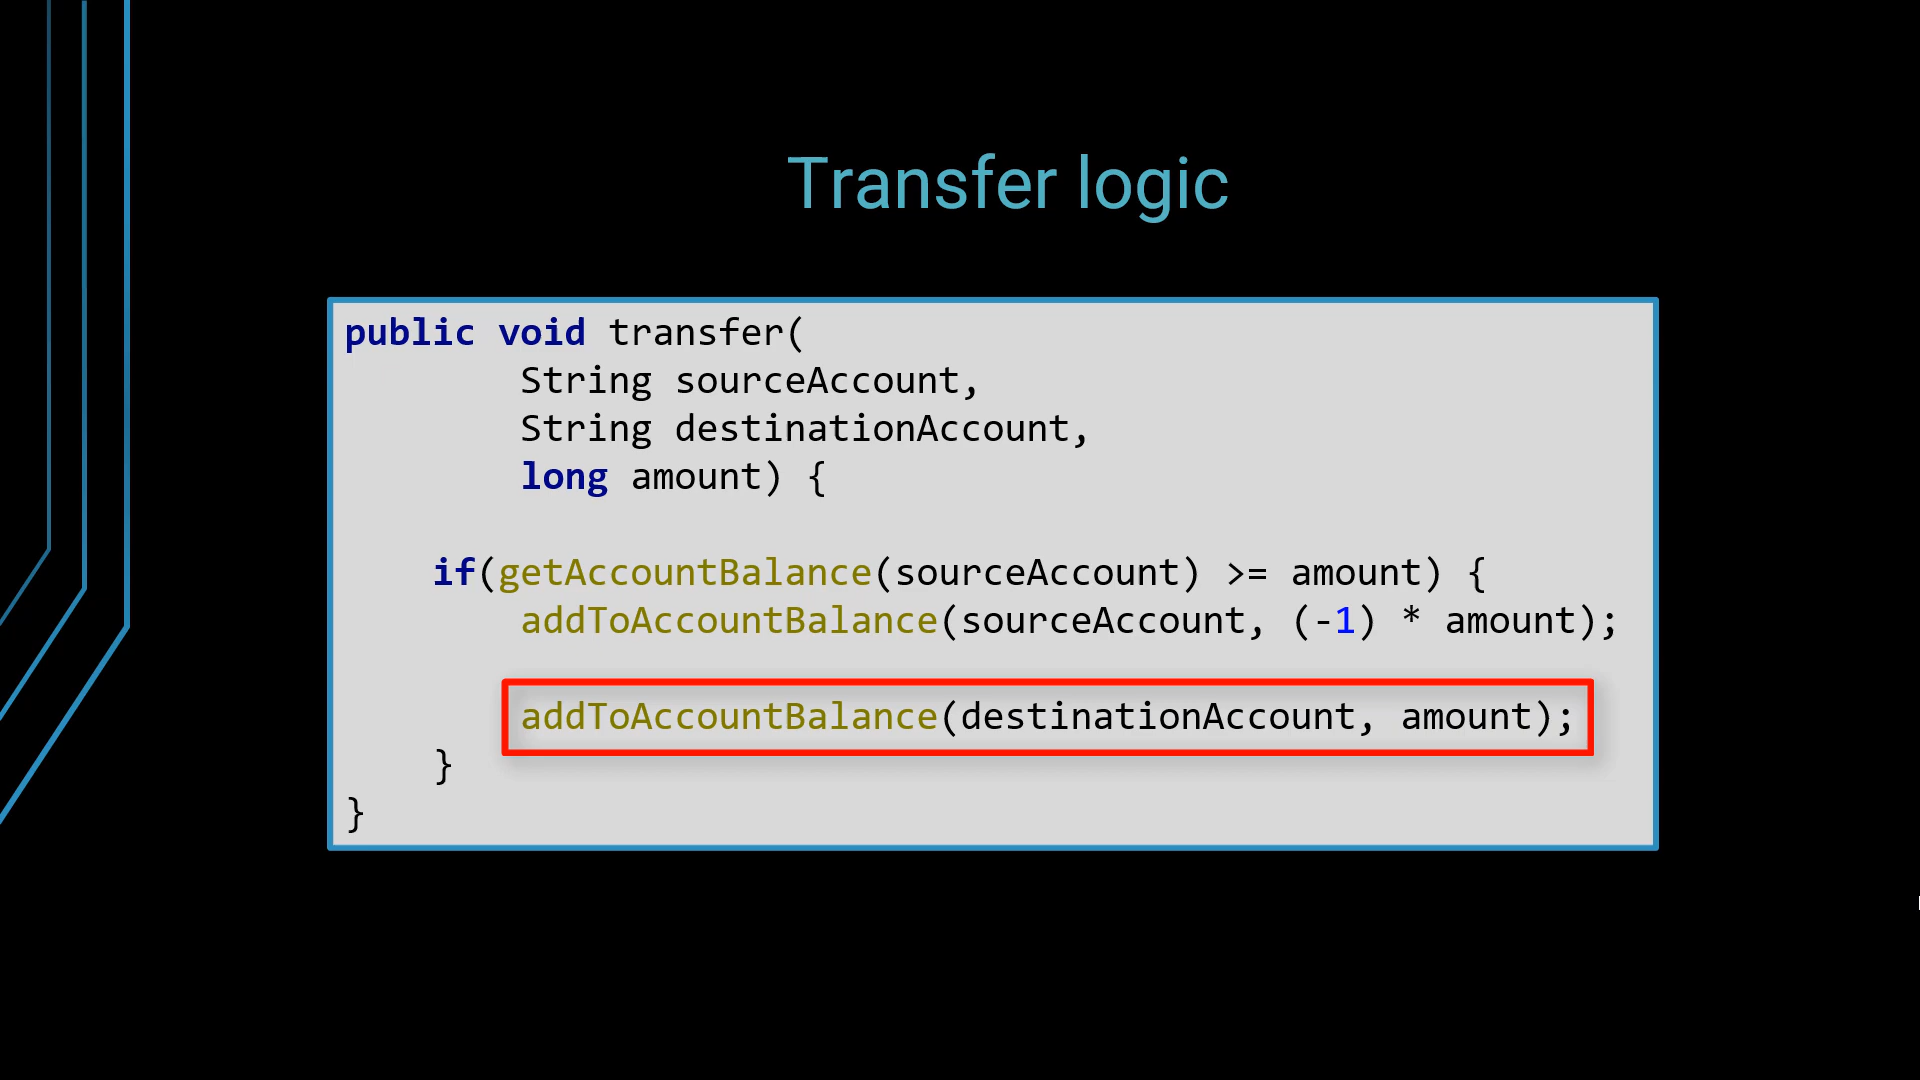 Transfer logic
public void transfer(
        String sourceAccount,
        String destinationAccount,
        long amount) {
    if(getAccountBalance(sourceAccount) >= amount) {
        addToAccountBalance(sourceAccount, (-1) * amount);
        addToAccountBalance(destinationAccount, amount);
    }
}